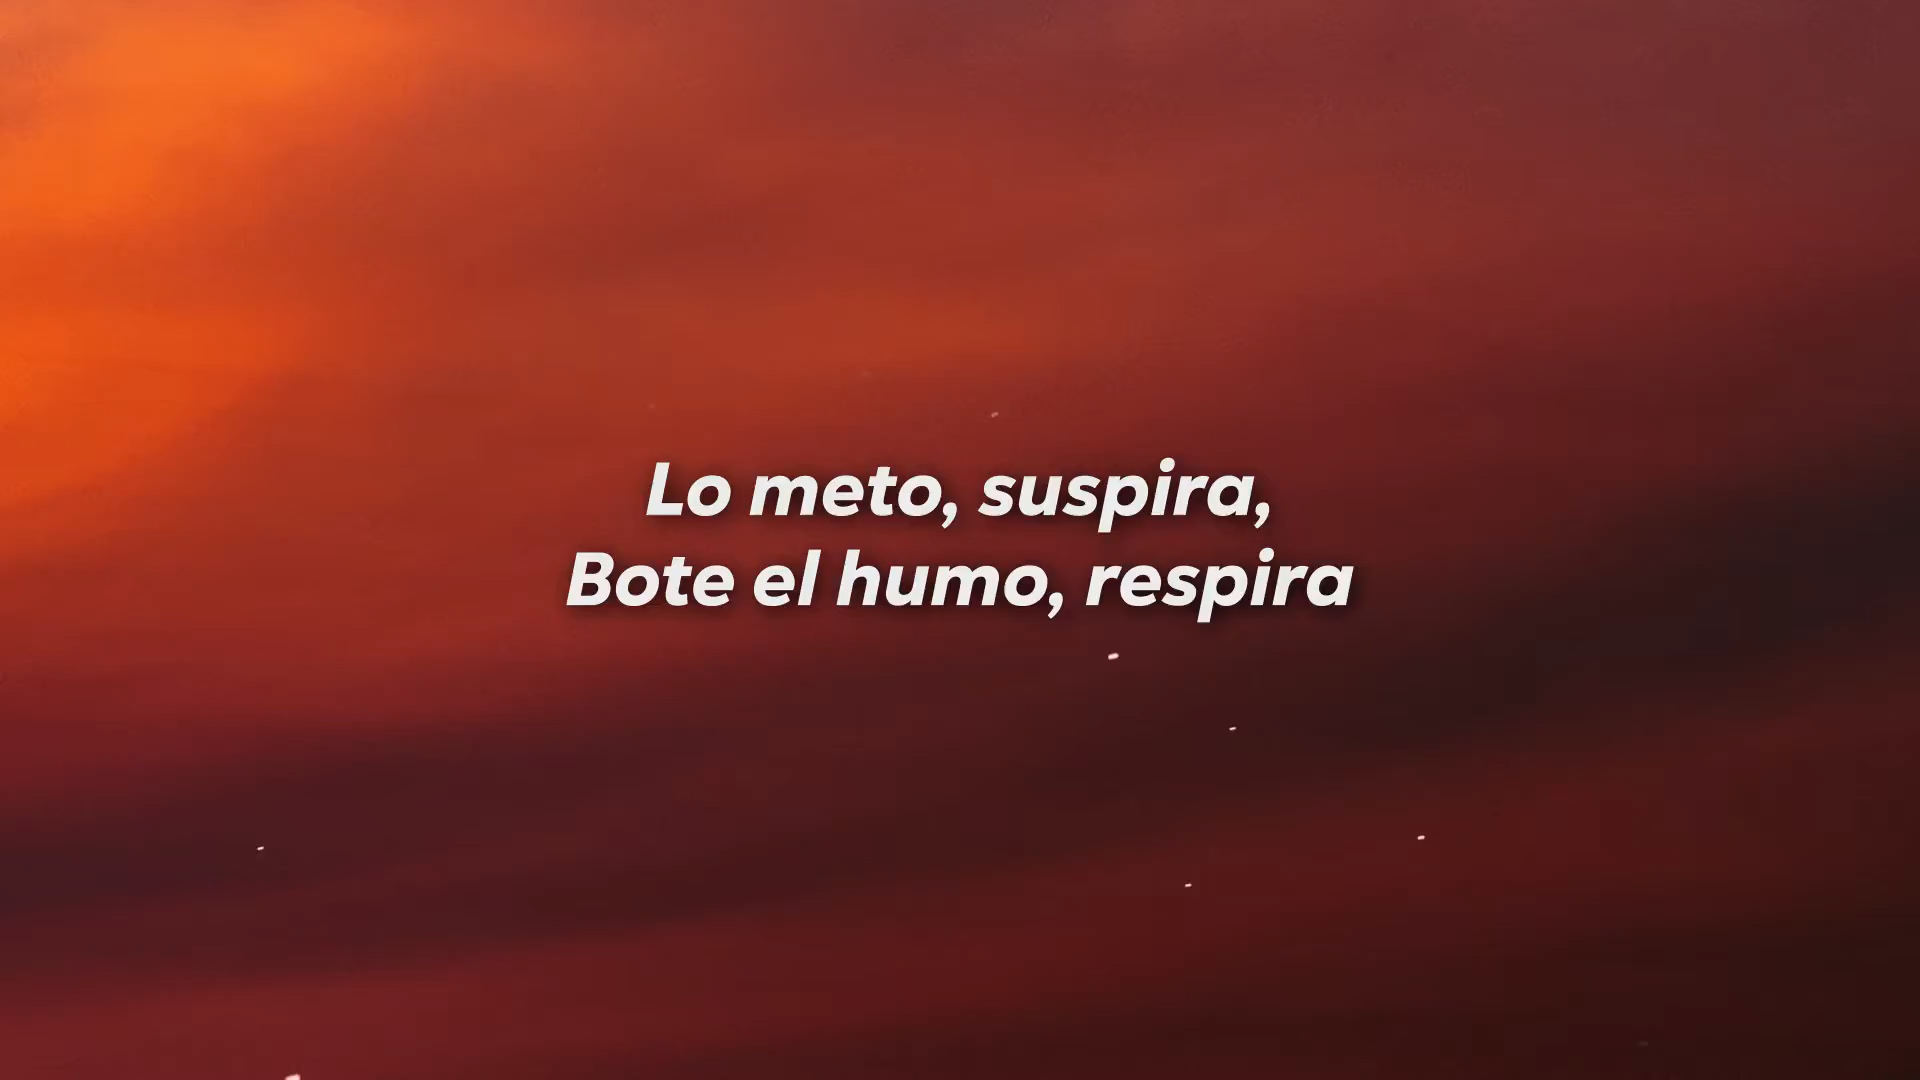 Lo meto, suspira,
Bote el humo, respira